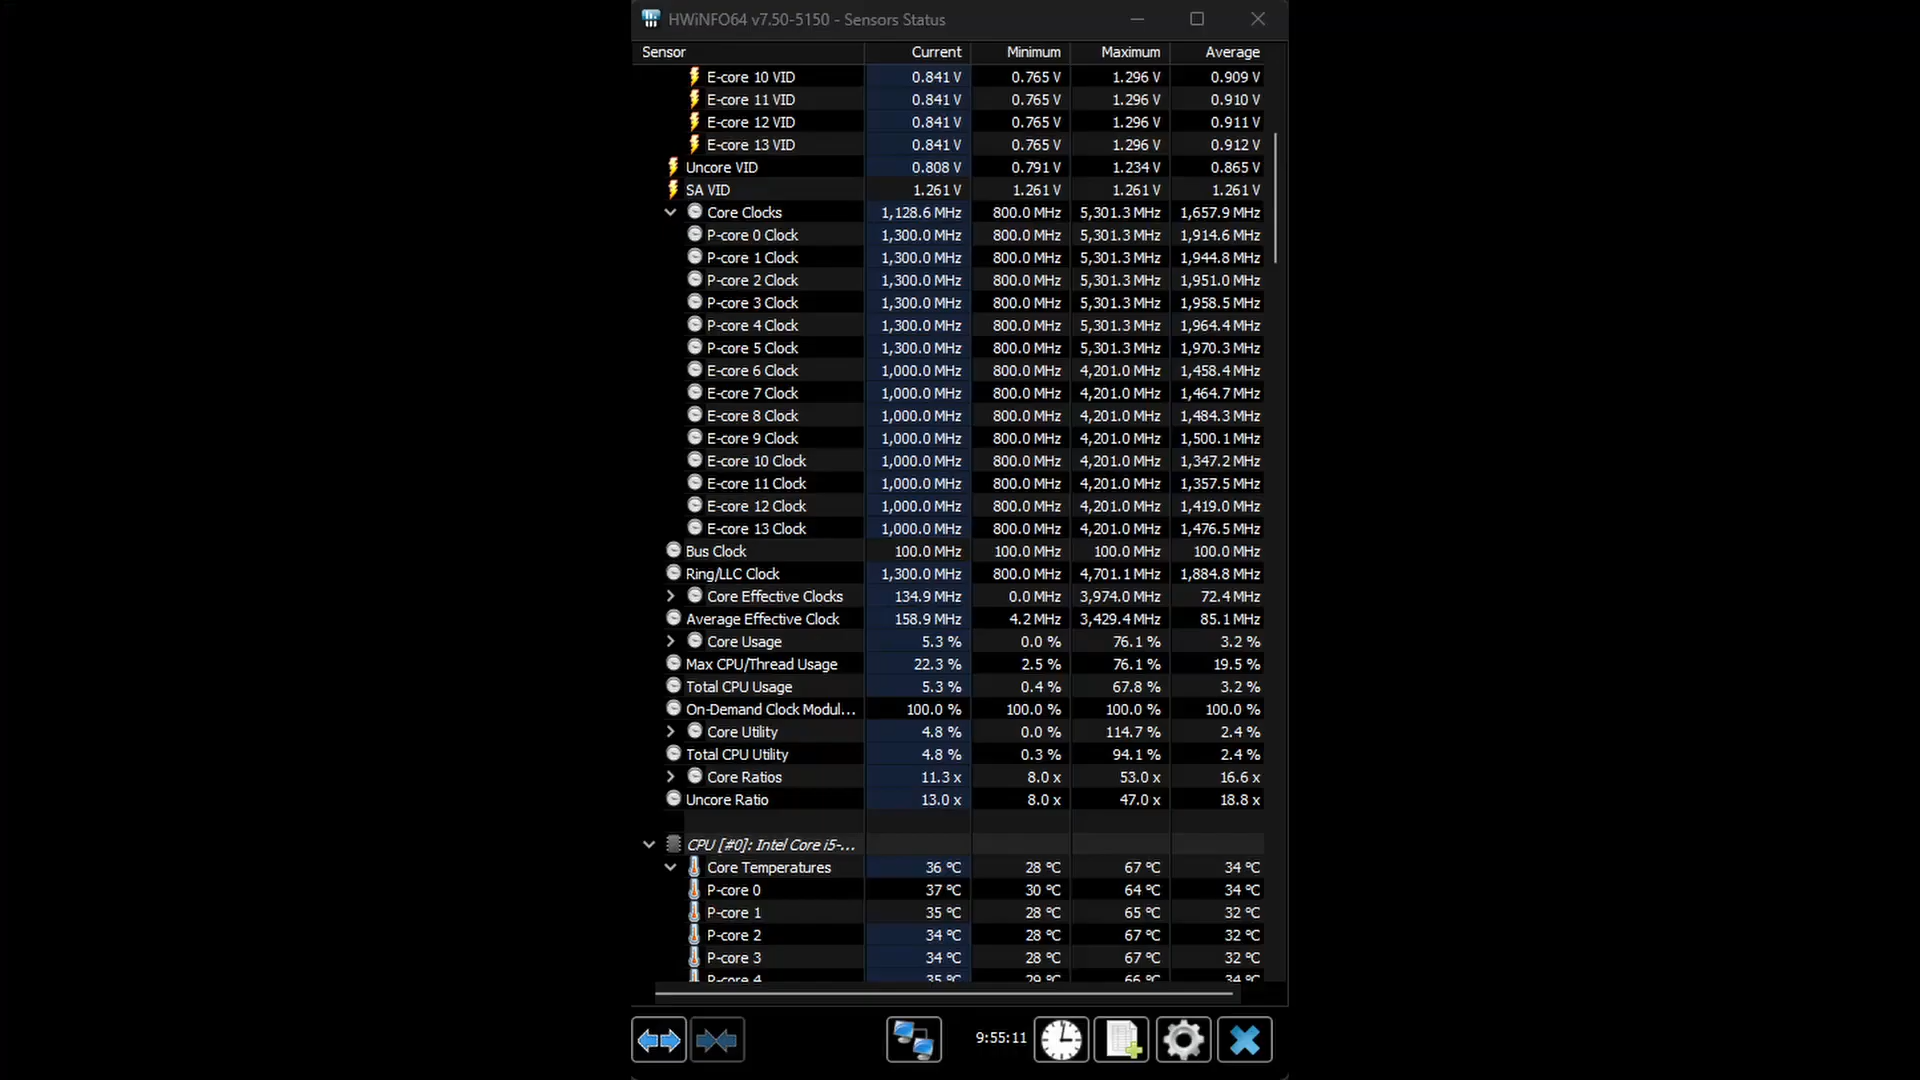 HWiNFO64 v7.50-5150 - Sensors Status
Sensor Current Minimum Maximum Average
E-core 10 VID 0.841 V 0.765 V 1.296 V 0.909 V
E-core 11 VID 0.841 V 0.765 V 1.296 V 0.910 V
E-core 12 VID 0.841 V 0.765 V 1.296 V 0.911 V
E-core 13 VID 0.841 V 0.765 V 1.296 V 0.912 V
Uncore VID 0.808 V 0.791 V 1.234 V 0.865 V
SA VID 1.261 V 1.261 V 1.261 V 1.261 V
Core Clocks 1,128.6 MHz 800.0 MHz 5,301.3 MHz 1,657.9 MHz
P-core 0 Clock 1,300.0 MHz 800.0 MHz 5,301.3 MHz 1,914.6 MHz
P-core 1 Clock 1,300.0 MHz 800.0 MHz 5,301.3 MHz 1,944.8 MHz
P-core 2 Clock 1,300.0 MHz 800.0 MHz 5,301.3 MHz 1,951.0 MHz
P-core 3 Clock 1,300.0 MHz 800.0 MHz 5,301.3 MHz 1,958.5 MHz
P-core 4 Clock 1,300.0 MHz 800.0 MHz 5,301.3 MHz 1,964.4 MHz
P-core 5 Clock 1,300.0 MHz 800.0 MHz 5,301.3 MHz 1,970.3 MHz
E-core 6 Clock 1,000.0 MHz 800.0 MHz 4,201.0 MHz 1,458.4 MHz
E-core 7 Clock 1,000.0 MHz 800.0 MHz 4,201.0 MHz 1,464.7 MHz
E-core 8 Clock 1,000.0 MHz 800.0 MHz 4,201.0 MHz 1,484.3 MHz
E-core 9 Clock 1,000.0 MHz 800.0 MHz 4,201.0 MHz 1,500.1 MHz
E-core 10 Clock 1,000.0 MHz 800.0 MHz 4,201.0 MHz 1,347.2 MHz
E-core 11 Clock 1,000.0 MHz 800.0 MHz 4,201.0 MHz 1,357.5 MHz
E-core 12 Clock 1,000.0 MHz 800.0 MHz 4,201.0 MHz 1,419.0 MHz
E-core 13 Clock 1,000.0 MHz 800.0 MHz 4,201.0 MHz 1,476.5 MHz
Bus Clock 100.0 MHz 100.0 MHz 100.0 MHz 100.0 MHz
Ring/LLC Clock 1,300.0 MHz 800.0 MHz 4,701.1 MHz 1,884.8 MHz
Core Effective Clocks 134.9 MHz 0.0 MHz 3,974.0 MHz 72.4 MHz
Average Effective Clock 158.9 MHz 4.2 MHz 3,429.4 MHz 85.1 MHz
Core Usage 5.3 % 0.0 % 76.1 % 3.2 %
Max CPU/Thread Usage 22.3 % 2.5 % 76.1 % 19.5 %
Total CPU Usage 5.3 % 0.4 % 67.8 % 3.2 %
On-Demand Clock Modul... 100.0 % 100.0 % 100.0 % 100.0 %
Core Utility 4.8 % 0.0 % 114.7 % 2.4 %
Total CPU Utility 4.8 % 0.3 % 94.1 % 2.4 %
Core Ratios 11.3 x 8.0 x 53.0 x 16.6 x
Uncore Ratio 13.0 x 8.0 x 47.0 x 18.8 x
CPU [#0]: Intel Core i5-...
Core Temperatures 36 °C 28 °C 67 °C 34 °C
P-core 0 37 °C 30 °C 64 °C 34 °C
P-core 1 35 °C 28 °C 65 °C 32 °C
P-core 2 34 °C 28 °C 67 °C 32 °C
P-core 3 34 °C 28 °C 67 °C 32 °C
P-core 4 35 °C 29 °C 66 °C 34 °C
9:55:11